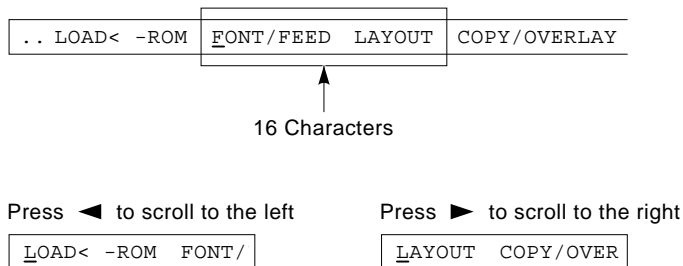 .. LOAD< -ROM FONT/FEED LAYOUT COPY/OVERLAY
16 Characters
Press ◄ to scroll to the left
Press ► to scroll to the right
LOAD< -ROM FONT/
LAYOUT COPY/OVER